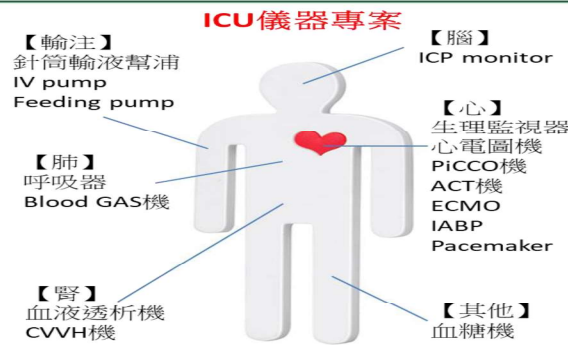 ICU儀器專案
【輸注】
針筒輸液幫浦
IV pump
Feeding pump
【肺】
呼吸器
Blood GAS機
【腎】
血液透析機
CVVH機
【腦】
ICP monitor
【心】
生理監視器
心電圖機
PiCCO機
ACT機
ECMO
IABP
Pacemaker
【其他】
血糖機